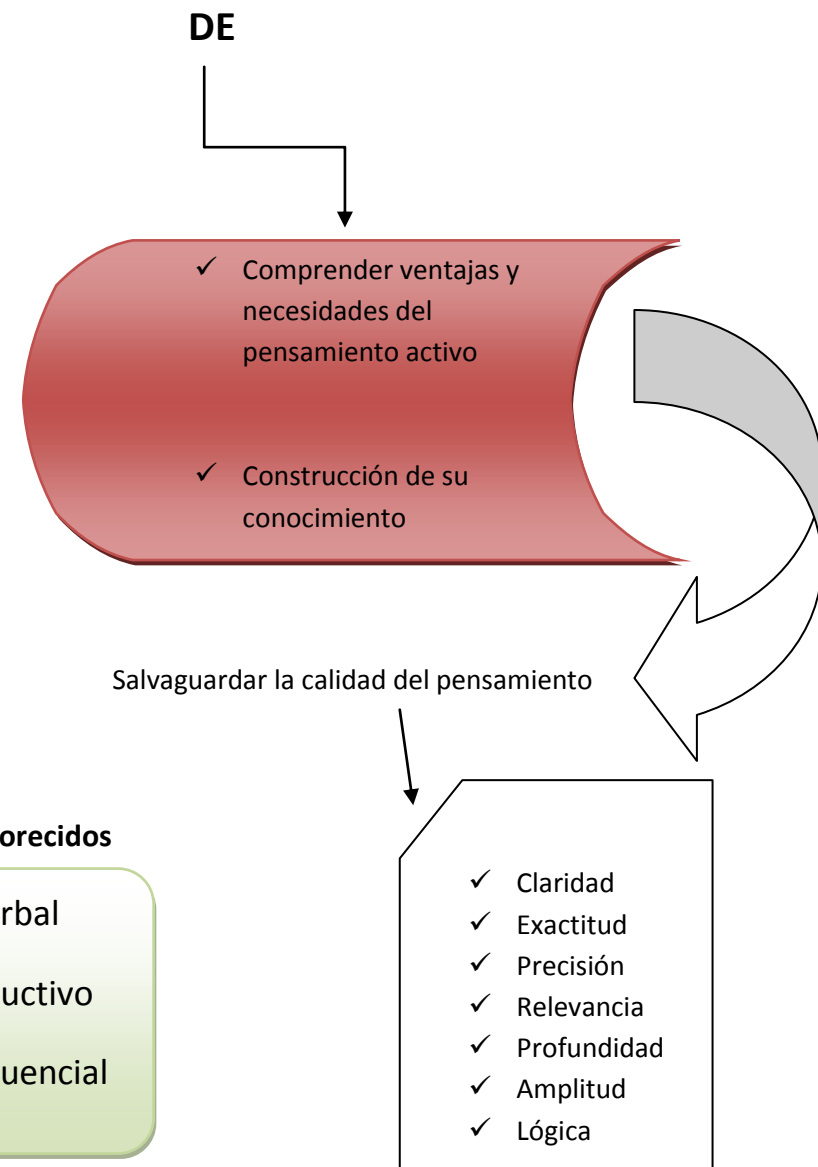 DE
✓ Comprender ventajas y
necesidades del
pensamiento activo
✓ Construcción de su
conocimiento
Salvaguardar la calidad del pensamiento
orecidos
rbal
uctivo
uencial
✓ Claridad
✓ Exactitud
✓ Precisión
✓ Relevancia
✓ Profundidad
✓ Amplitud
✓ Lógica